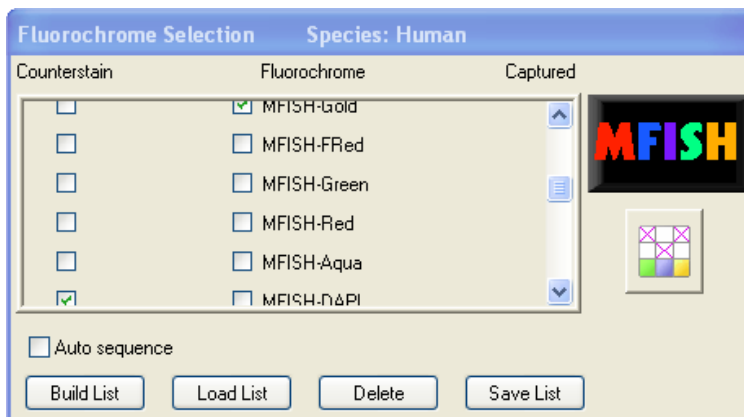 Fluorochrome Selection Species: Human
Counterstain Fluorochrome Captured
MFISH-Gold
MFISH-FRed
MFISH-Green
MFISH-Red
MFISH-Aqua
MFISH-DAPI
MFISH
Auto sequence
Build List Load List Delete Save List